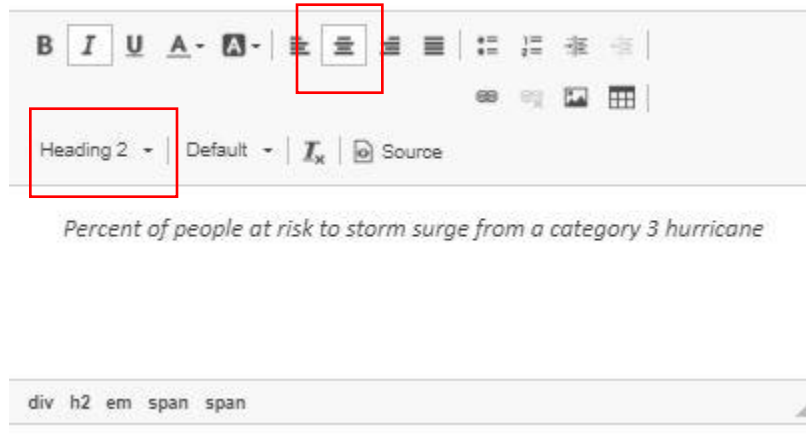 B I U A A
Heading 2 Default Ix Source
Percent of people at risk to storm surge from a category 3 hurricane
div h2 em span span